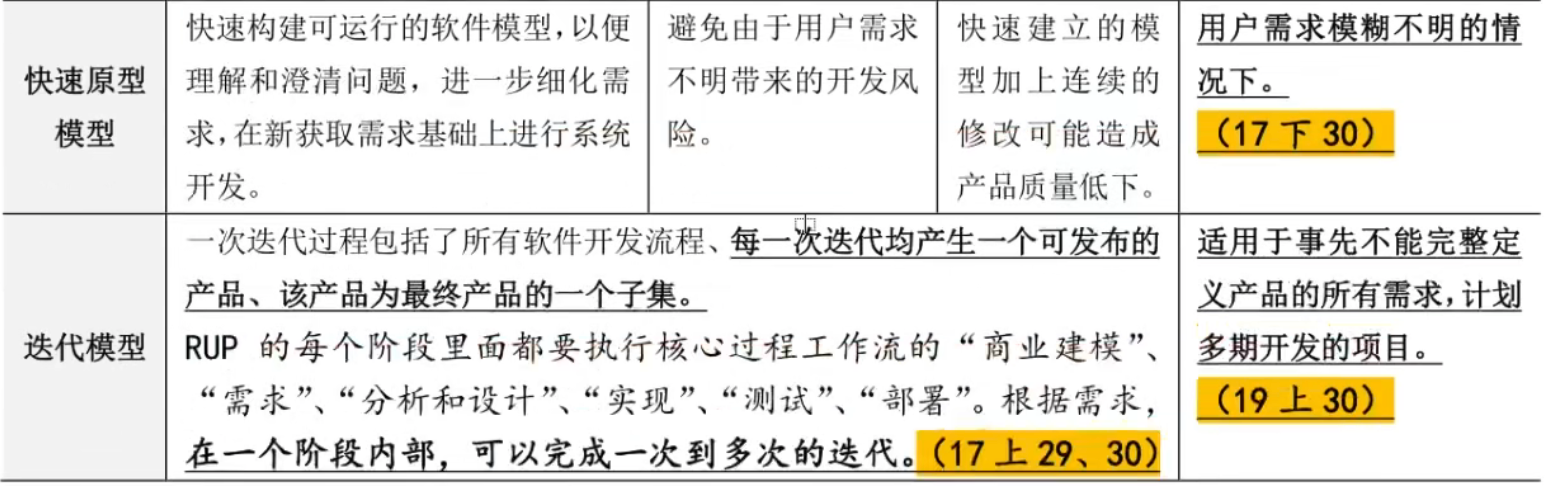 快速原型
模型
快速构建可运行的软件模型,以便
理解和澄清问题，进一步细化需
求,在新获取需求基础上进行系统
开发。
避免由于用户需求
不明带来的开发风
险。
快速建立的模
型加上连续的
修改可能造成
产品质量低下。
用户需求模糊不明的情
况下。
（17 下 30）
迭代模型
一次迭代过程包括了所有软件开发流程、每一次迭代均产生一个可发布的
产品、该产品为最终产品的一个子集。
RUP 的每个阶段里面都要执行核心过程工作流的“商业建模”、
“需求”、“分析和设计”、“实现”、“测试”、“部署”。根据需求，
在一个阶段内部，可以完成一次到多次的迭代。（17 上 29、30）
适用于事先不能完整定
义产品的所有需求,计划
多期开发的项目。
（19 上 30）